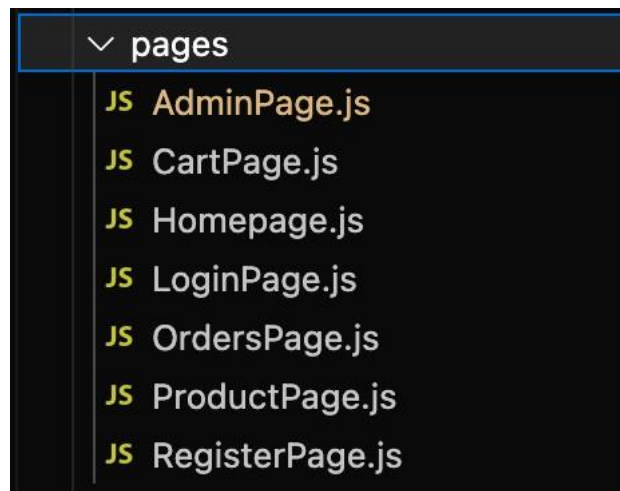 pages
JS AdminPage.js
JS CartPage.js
JS Homepage.js
JS LoginPage.js
JS OrdersPage.js
JS ProductPage.js
JS RegisterPage.js